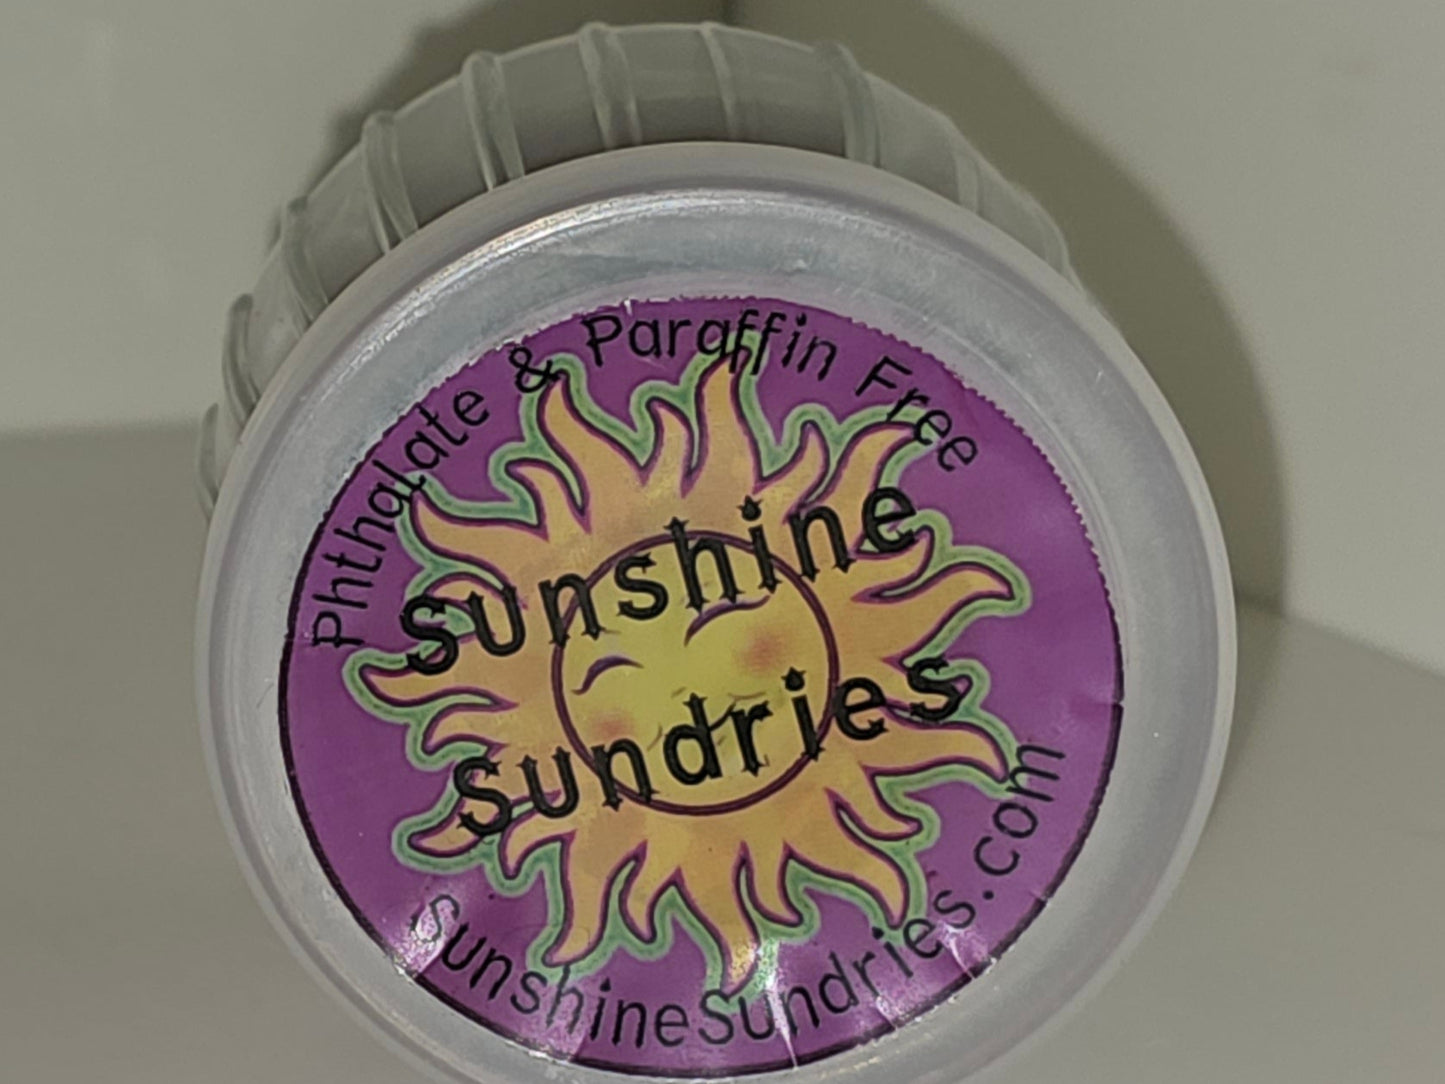 Phthalate & Paraffin Free
Sunshine
Sundries
SunshineSundries.com